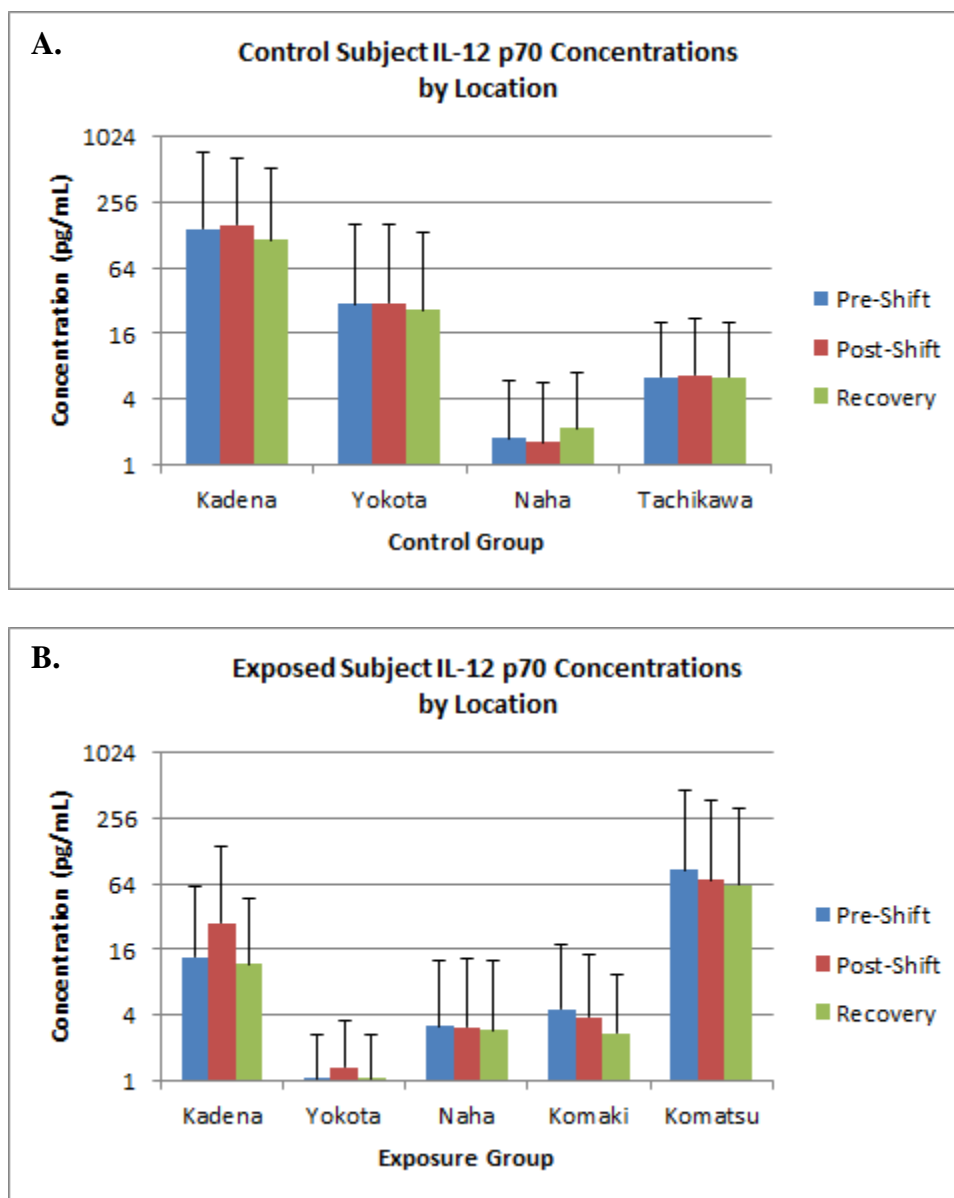 A.
Control Subject IL-12 p70 Concentrations
by Location
Concentration (pg/mL)
1024
256
64
16
4
1
Kadena Yokota Naha Tachikawa
Control Group
Pre-Shift
Post-Shift
Recovery
B.
Exposed Subject IL-12 p70 Concentrations
by Location
Concentration (pg/mL)
1024
256
64
16
4
1
Kadena Yokota Naha Komaki Komatsu
Exposure Group
Pre-Shift
Post-Shift
Recovery